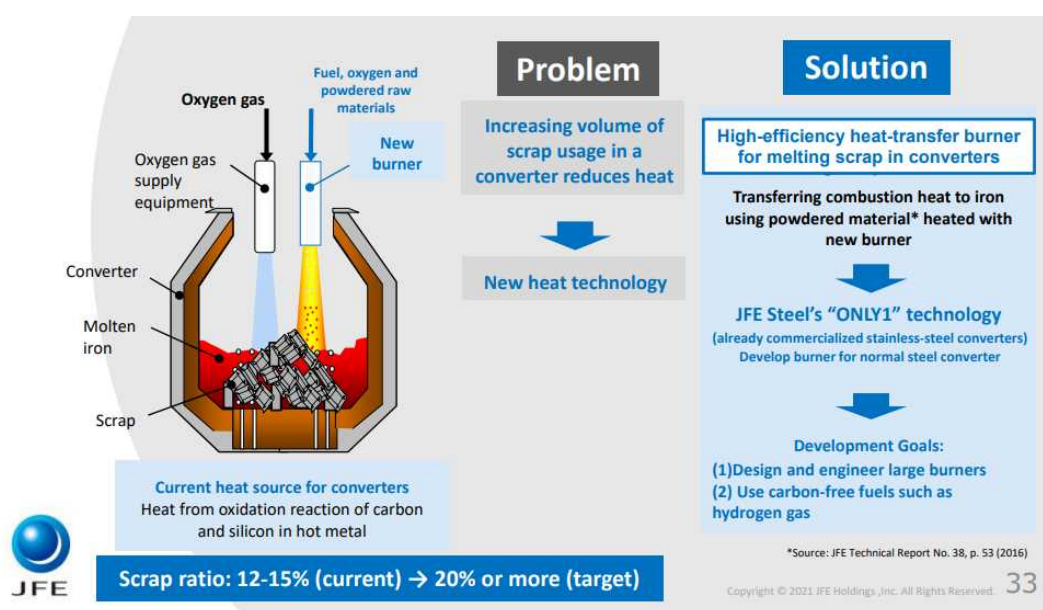 Fuel, oxygen and
powdered raw
materials
Oxygen gas
New
burner
Oxygen gas
supply
equipment
Converter
Molten
iron
Scrap
Current heat source for converters
Heat from oxidation reaction of carbon
and silicon in hot metal
Problem
Increasing volume of
scrap usage in a
converter reduces heat
New heat technology
Solution
High-efficiency heat-transfer burner
for melting scrap in converters
Transferring combustion heat to iron
using powdered material* heated with
new burner
JFE Steel's “ONLY1” technology
(already commercialized stainless-steel converters)
Develop burner for normal steel converter
Development Goals:
(1)Design and engineer large burners
(2) Use carbon-free fuels such as
hydrogen gas
*Source: JFE Technical Report No. 38, p. 53 (2016)
JFE
Scrap ratio: 12-15% (current) → 20% or more (target)
Copyright © 2021 JFE Holdings ,Inc. All Rights Reserved.
33